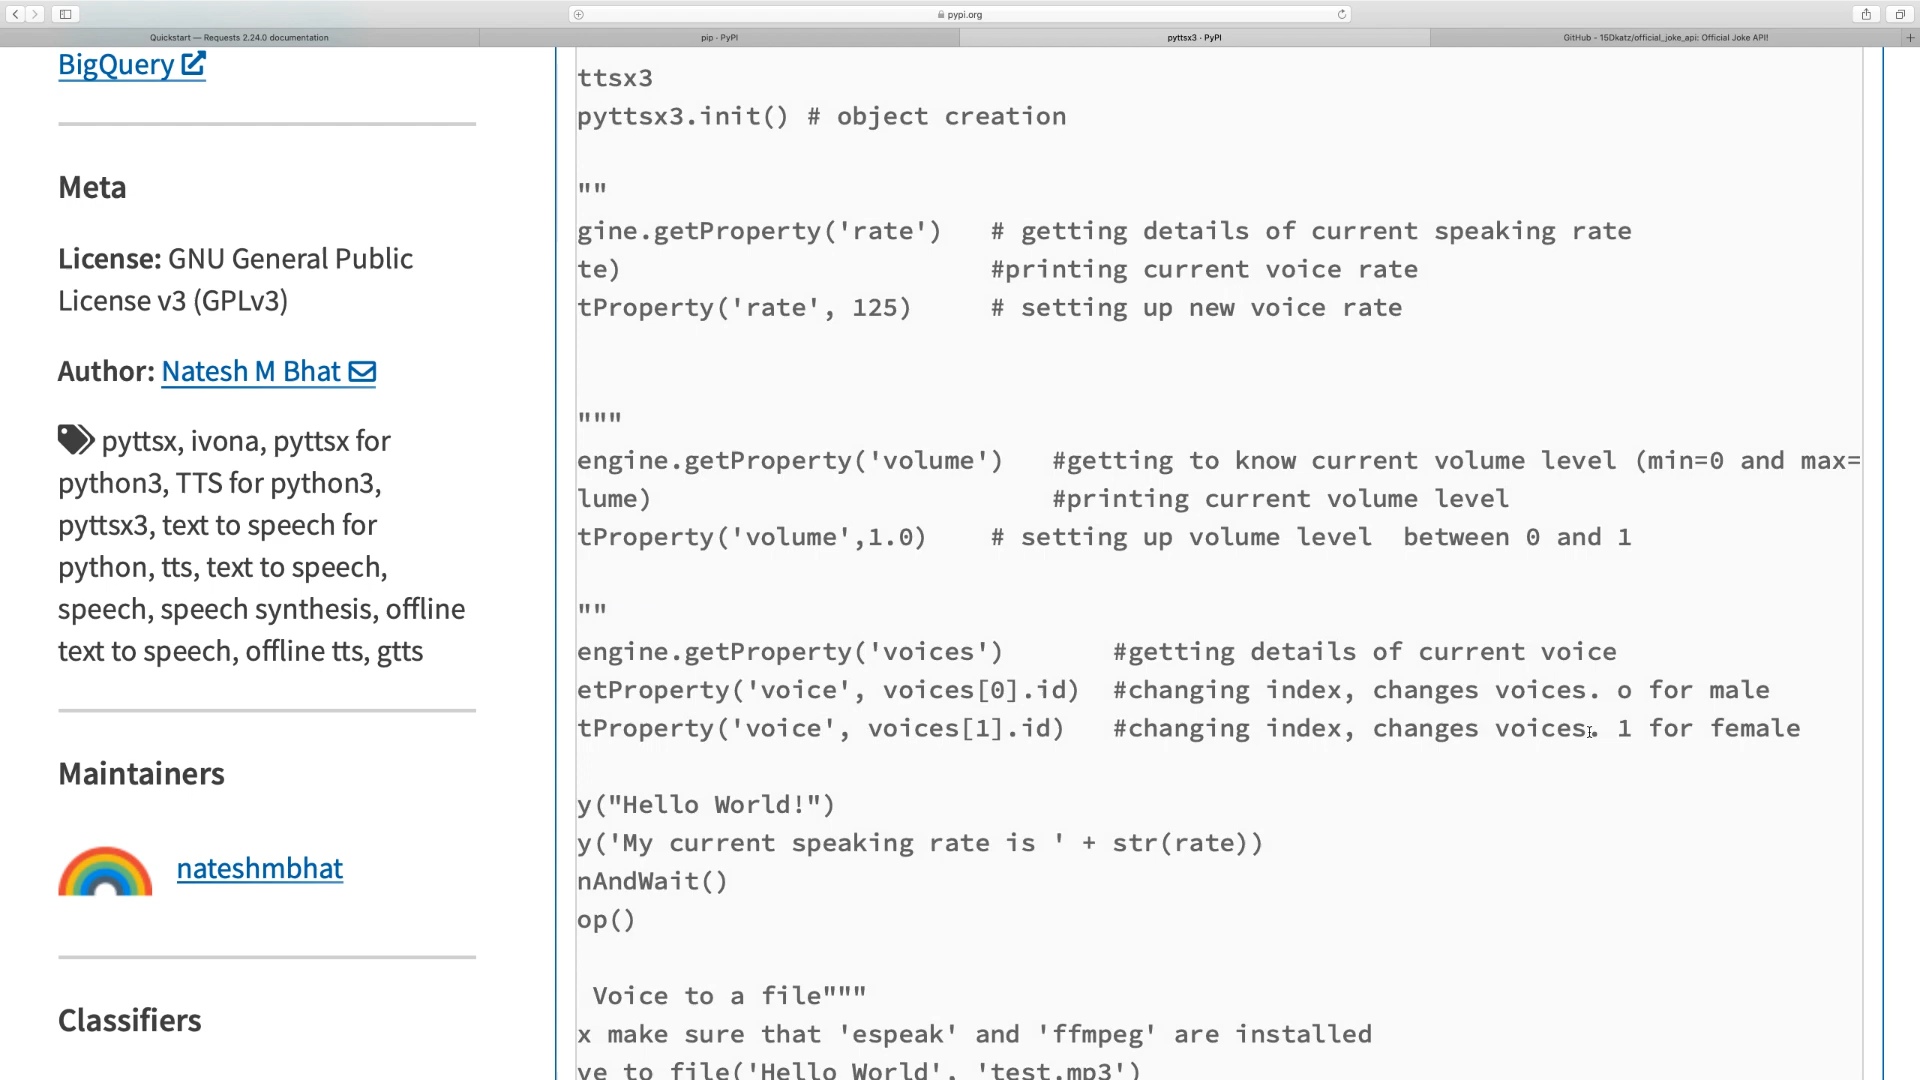 pypi.org
Quickstart — Requests 2.24.0 documentation
pip · PyPI
pyttsx3 · PyPI
GitHub - 15Dkatz/official_joke_api: Official Joke API!
BigQuery
Meta
License: GNU General Public
License v3 (GPLv3)
Author: Natesh M Bhat
pyttsx, ivona, pyttsx for
python3, TTS for python3,
pyttsx3, text to speech for
python, tts, text to speech,
speech, speech synthesis, offline
text to speech, offline tts, gtts
Maintainers
nateshmbhat
Classifiers
ttsx3
pyttsx3.init() # object creation
""
gine.getProperty('rate')   # getting details of current speaking rate
te)                        #printing current voice rate
tProperty('rate', 125)     # setting up new voice rate
"""
engine.getProperty('volume')   #getting to know current volume level (min=0 and max=
lume)                          #printing current volume level
tProperty('volume',1.0)    # setting up volume level  between 0 and 1
""
engine.getProperty('voices')       #getting details of current voice
etProperty('voice', voices[0].id)  #changing index, changes voices. o for male
tProperty('voice', voices[1].id)   #changing index, changes voices. 1 for female
y("Hello World!")
y('My current speaking rate is ' + str(rate))
nAndWait()
op()
Voice to a file"""
x make sure that 'espeak' and 'ffmpeg' are installed
ve_to_file('Hello World', 'test.mp3')